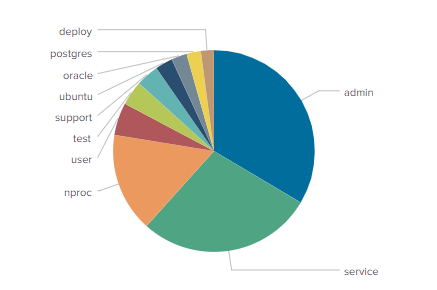 deploy
postgres
oracle
ubuntu
support
test
user
nproc
admin
service